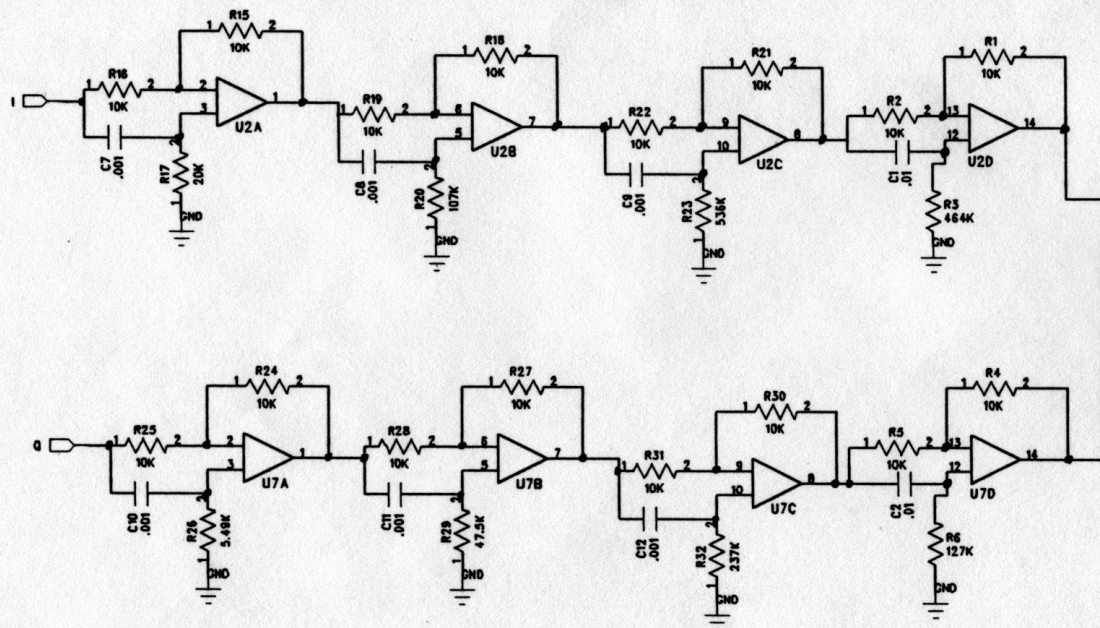 I
R15
10K
R16
10K
U2A
C7
.001
R17
20K
GND
R18
10K
R19
10K
U2B
C8
.001
R20
107K
GND
R21
10K
R22
10K
U2C
C9
.001
R23
536K
GND
R1
10K
R2
10K
U2D
C1
.01
R3
464K
GND
Q
R24
10K
R25
10K
U7A
C10
.001
R26
5.49K
GND
R27
10K
R28
10K
U7B
C11
.001
R29
47.5K
GND
R30
10K
R31
10K
U7C
C12
.001
R32
237K
GND
R4
10K
R5
10K
U7D
C2
.01
R6
127K
GND